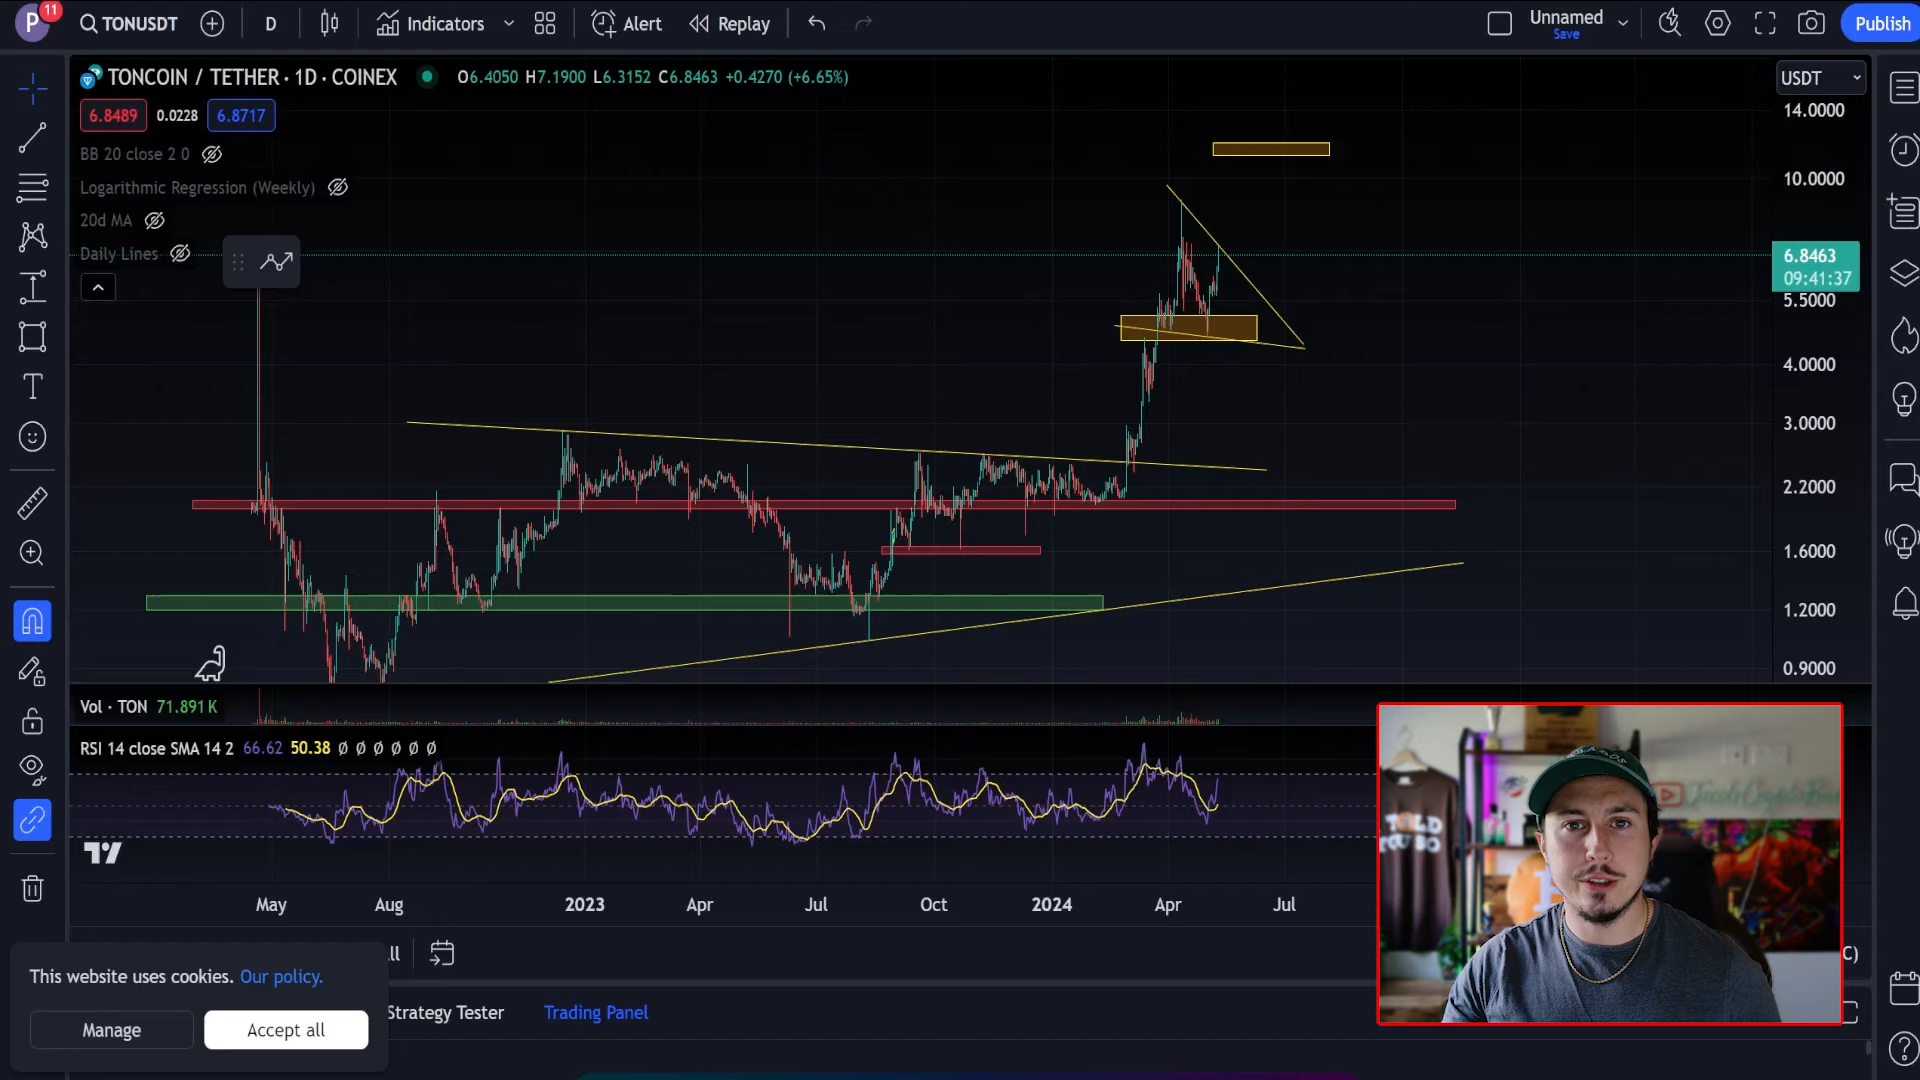 P 11 TONUSDT D Indicators Alert Replay Unnamed Save Publish
TONCOIN / TETHER · 1D · COINEX O6.4050 H7.1900 L6.3152 C6.8463 +0.4270 (+6.65%) USDT
6.8489 0.0228 6.8717
BB 20 close 2 0
Logarithmic Regression (Weekly)
20d MA
Daily Lines
14.0000
10.0000
6.8463
09:41:37
5.5000
4.0000
3.0000
2.2000
1.6000
1.2000
0.9000
Vol · TON 71.891K
RSI 14 close SMA 14 2 66.62 50.38 Ø Ø Ø Ø Ø Ø
TOLD
YOU SO
May Aug 2023 Apr Jul Oct 2024 Apr Jul
This website uses cookies. Our policy.
Manage Accept all
Strategy Tester Trading Panel